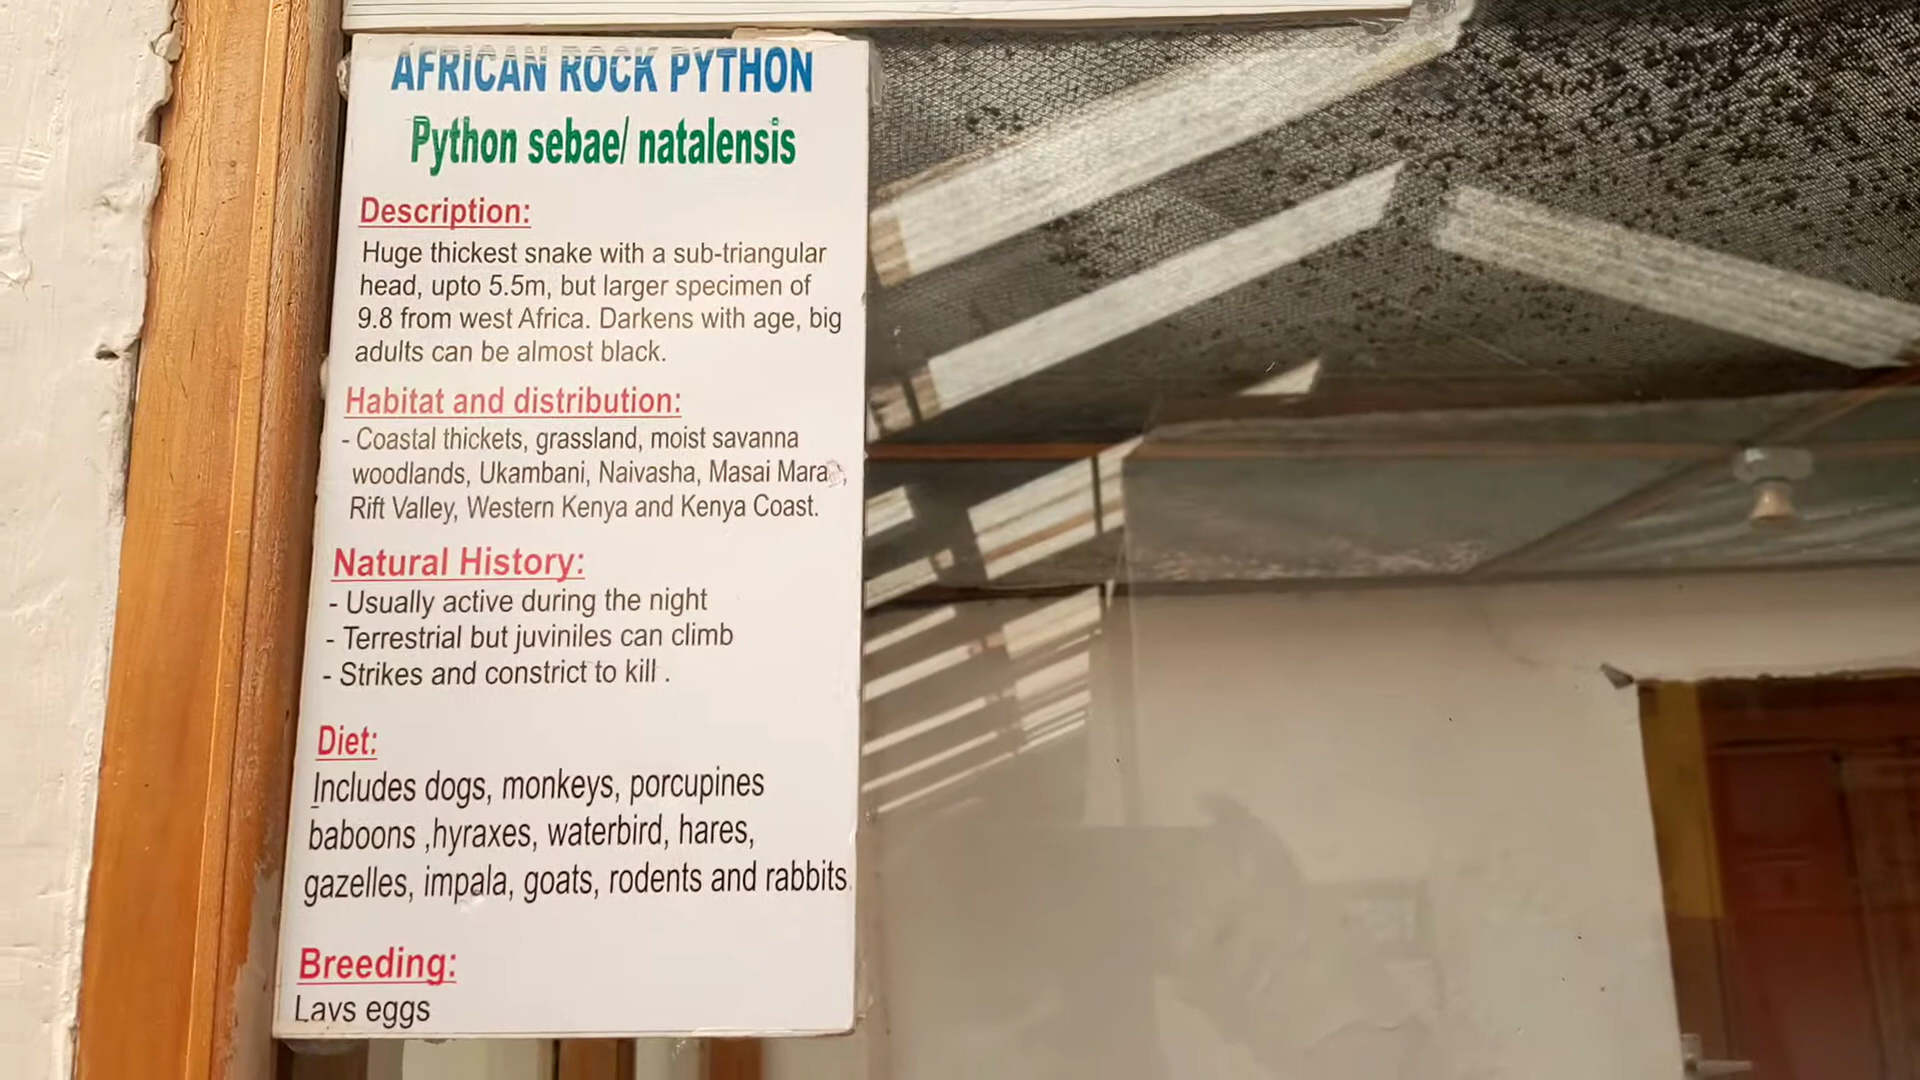 AFRICAN ROCK PYTHON
Python sebae/ natalensis
Description:
Huge thickest snake with a sub-triangular
head, upto 5.5m, but larger specimen of
9.8 from west Africa. Darkens with age, big
adults can be almost black.
Habitat and distribution:
- Coastal thickets, grassland, moist savanna
woodlands, Ukambani, Naivasha, Masai Mara ,
Rift Valley, Western Kenya and Kenya Coast.
Natural History:
- Usually active during the night
- Terrestrial but juviniles can climb
- Strikes and constrict to kill .
Diet:
Includes dogs, monkeys, porcupines
baboons ,hyraxes, waterbird, hares,
gazelles, impala, goats, rodents and rabbits.
Breeding:
Lays eggs